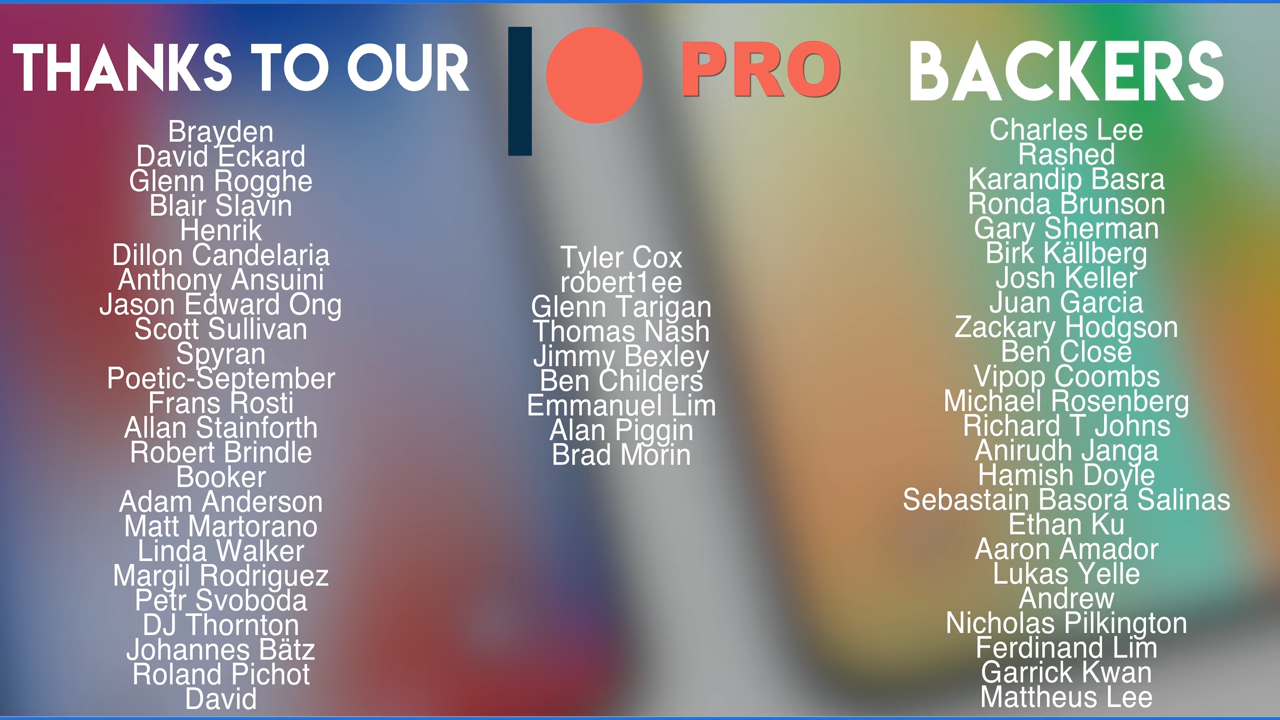 THANKS TO OUR PRO BACKERS
Brayden
David Eckard
Glenn Rogghe
Blair Slavin
Henrik
Dillon Candelaria
Anthony Ansuini
Jason Edward Ong
Scott Sullivan
Spyran
Poetic-September
Frans Rosti
Allan Stainforth
Robert Brindle
Booker
Adam Anderson
Matt Martorano
Linda Walker
Margil Rodriguez
Petr Svoboda
DJ Thornton
Johannes Bätz
Roland Pichot
David
Tyler Cox
robert1ee
Glenn Tarigan
Thomas Nash
Jimmy Bexley
Ben Childers
Emmanuel Lim
Alan Piggin
Brad Morin
Charles Lee
Rashed
Karandip Basra
Ronda Brunson
Gary Sherman
Birk Källberg
Josh Keller
Juan Garcia
Zackary Hodgson
Ben Close
Vipop Coombs
Michael Rosenberg
Richard T Johns
Anirudh Janga
Hamish Doyle
Sebastain Basora Salinas
Ethan Ku
Aaron Amador
Lukas Yelle
Andrew
Nicholas Pilkington
Ferdinand Lim
Garrick Kwan
Mattheus Lee